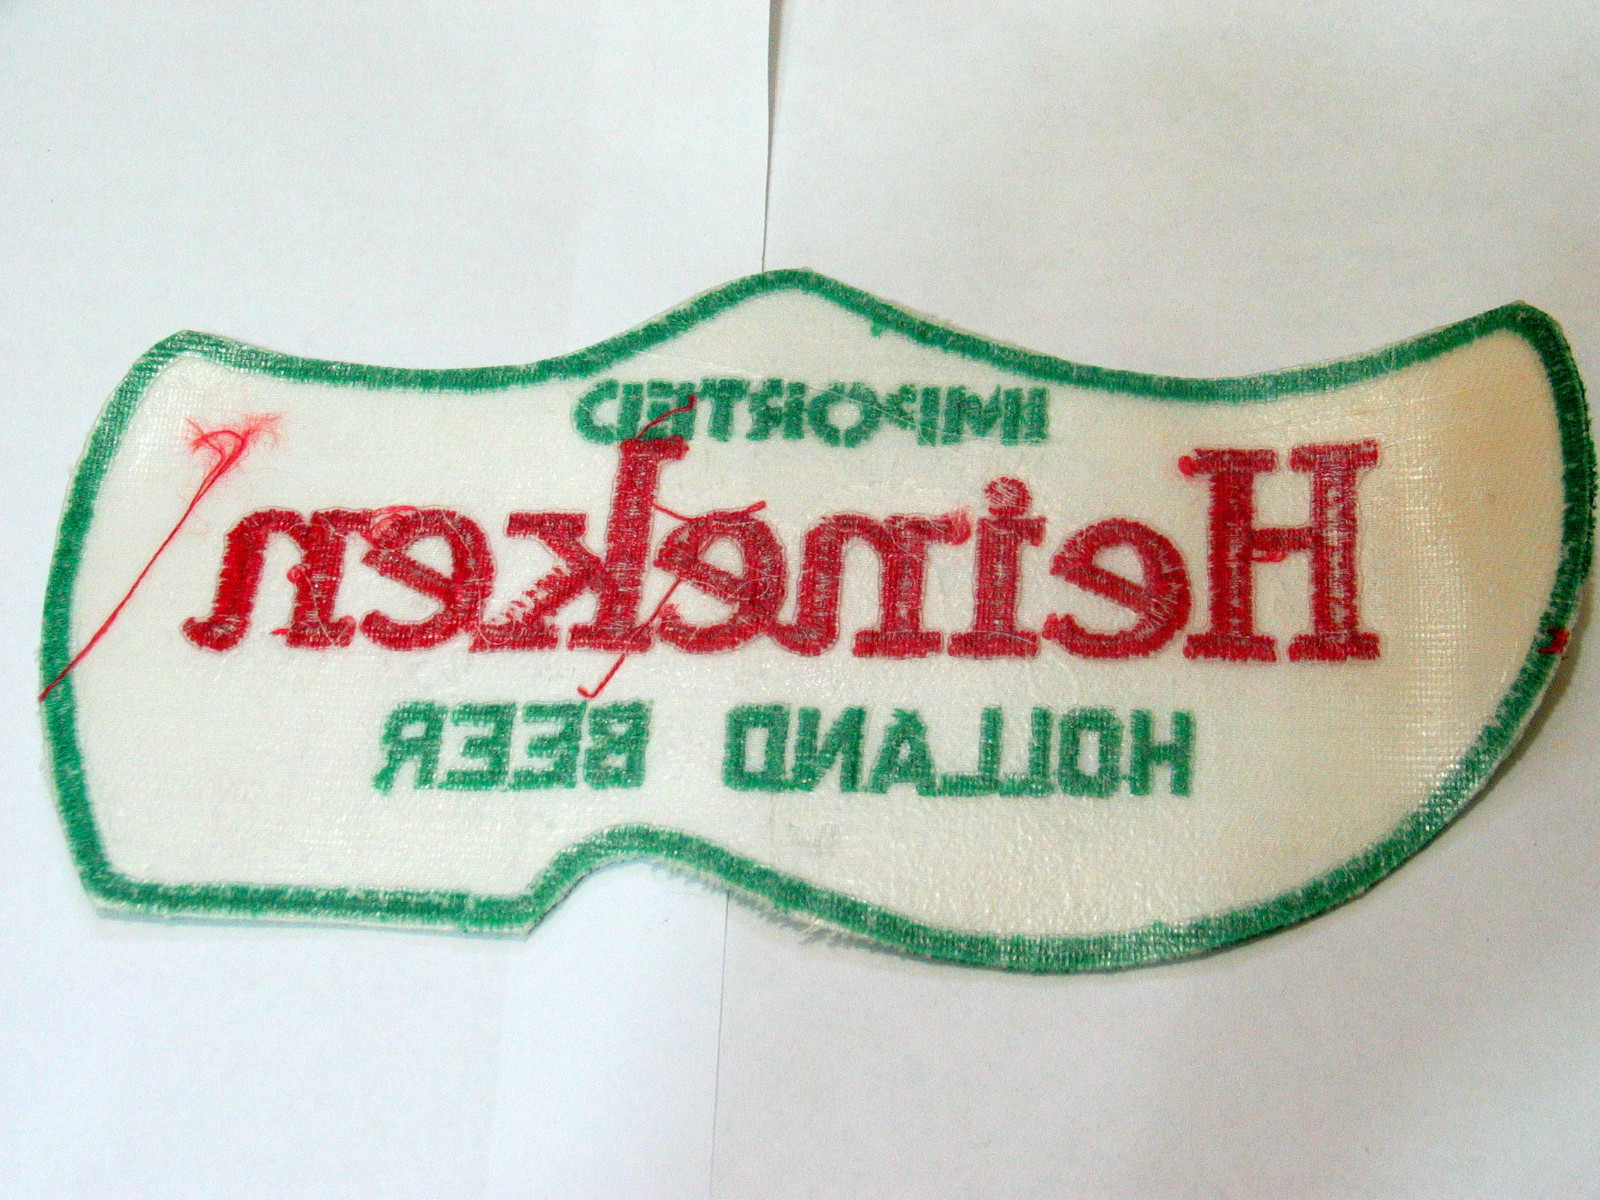 IMPORTED
Heineken
HOLLAND BEER